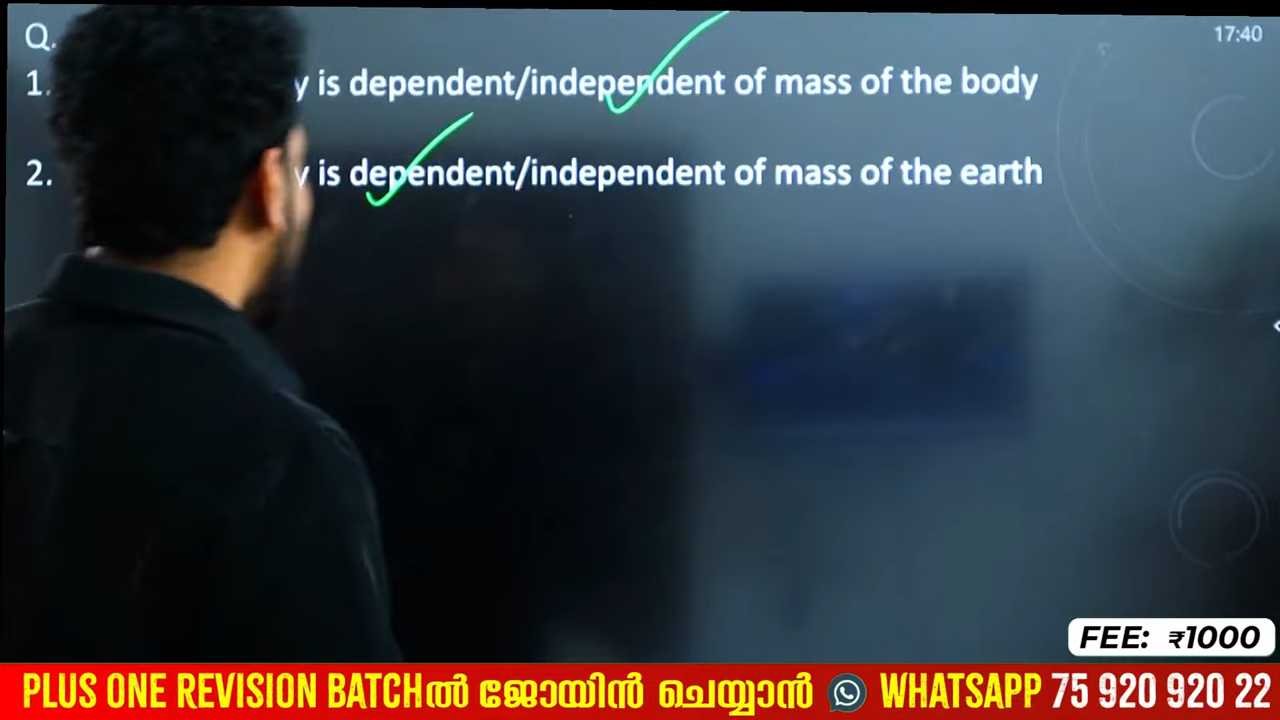 Q.
17:40
1. y is dependent/independent of mass of the body
2. y is dependent/independent of mass of the earth
FEE: ₹1000
PLUS ONE REVISION BATCHൽ ജോയിൻ ചെയ്യാൻ WHATSAPP 75 920 920 22